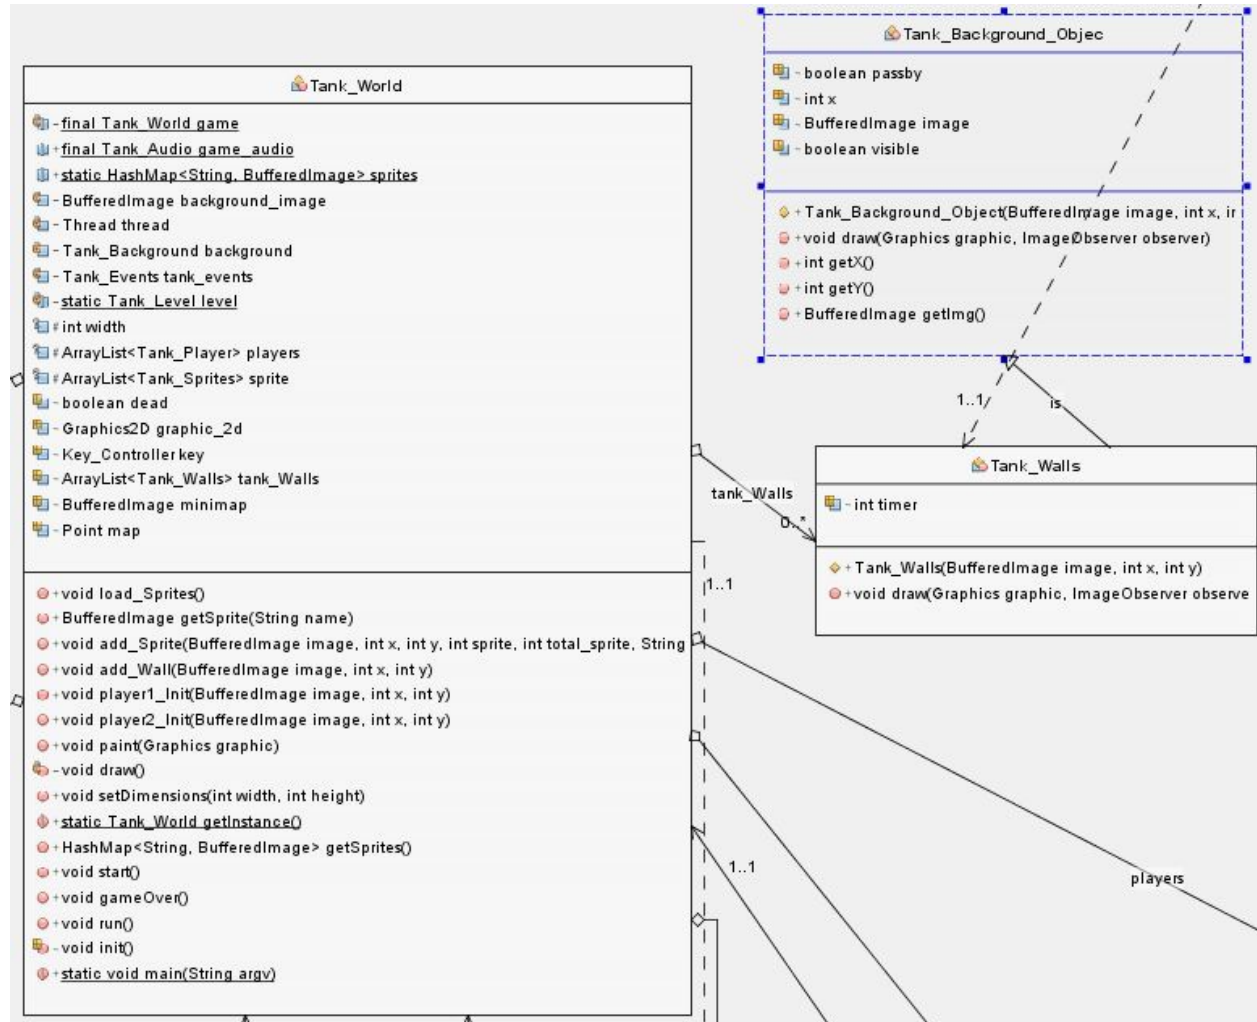 Tank_World
- final Tank_World game
+ final Tank_Audio game_audio
+ static HashMap<String, BufferedImage> sprites
- BufferedImage background_image
- Thread thread
- Tank_Background background
- Tank_Events tank_events
- static Tank_Level level
# int width
# ArrayList<Tank_Player> players
# ArrayList<Tank_Sprites> sprite
~ boolean dead
~ Graphics2D graphic_2d
~ Key_Controller key
~ ArrayList<Tank_Walls> tank_Walls
~ BufferedImage minimap
~ Point map
+ void load_Sprites()
+ BufferedImage getSprite(String name)
+ void add_Sprite(BufferedImage image, int x, int y, int sprite, int total_sprite, String
+ void add_Wall(BufferedImage image, int x, int y)
+ void player1_Init(BufferedImage image, int x, int y)
+ void player2_Init(BufferedImage image, int x, int y)
+ void paint(Graphics graphic)
- void draw()
+ void setDimensions(int width, int height)
+ static Tank_World getInstance()
+ HashMap<String, BufferedImage> getSprites()
+ void start()
+ void gameOver()
+ void run()
~ void init()
+ static void main(String argv)
Tank_Background_Objec
~ boolean passby
~ int x
~ BufferedImage image
~ boolean visible
+ Tank_Background_Object(BufferedImage image, int x, ir
+ void draw(Graphics graphic, ImageObserver observer)
+ int getX()
+ int getY()
+ BufferedImage getImg()
1..1
is
Tank_Walls
~ int timer
+ Tank_Walls(BufferedImage image, int x, int y)
+ void draw(Graphics graphic, ImageObserver observe
tank_Walls
0..*
1..1
1..1
players